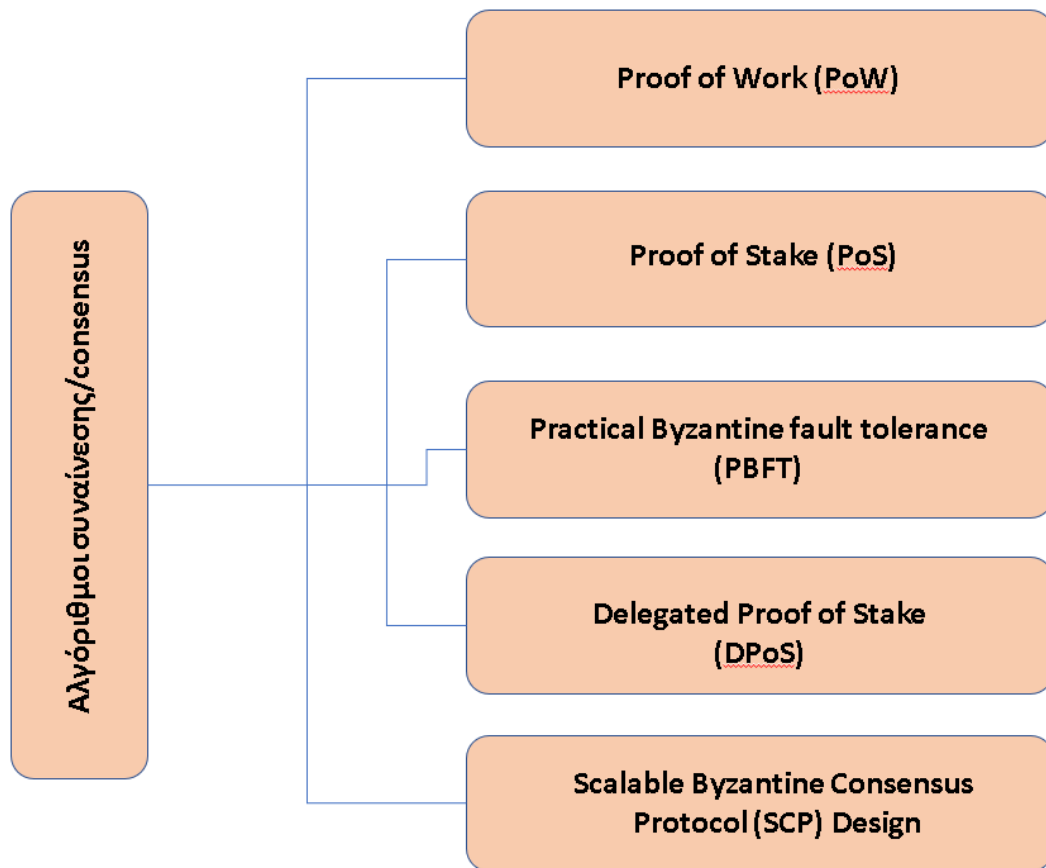 Proof of Work (PoW)
Αλγόριθμοι συναίνεσης/consensus
Proof of Stake (PoS)
Practical Byzantine fault tolerance
(PBFT)
Delegated Proof of Stake
(DPoS)
Scalable Byzantine Consensus
Protocol (SCP) Design